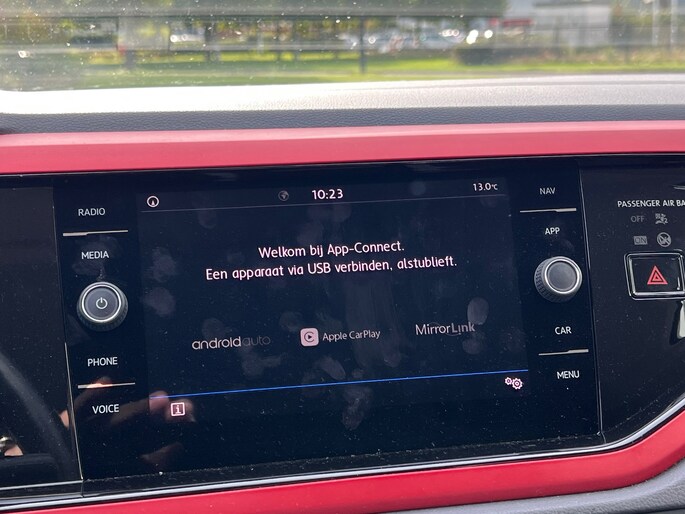 10:23
13.0°C
RADIO
MEDIA
PHONE
VOICE
Welkom bij App-Connect.
Een apparaat via USB verbinden, alstublieft.
androidauto
Apple CarPlay
MirrorLink
NAV
APP
CAR
MENU
PASSENGER AIR BA
OFF